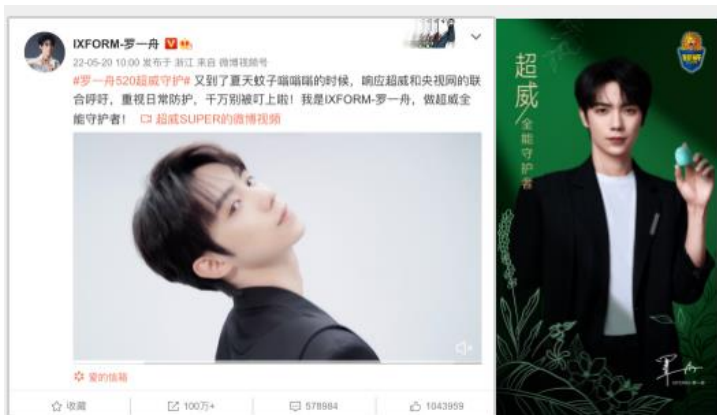 IXFORM-罗一舟
22-05-20 10:00 发布于 浙江 来自 微博视频号
#罗一舟520超威守护# 又到了夏天蚊子嗡嗡嗡的时候，响应超威和央视网的联
合呼吁，重视日常防护，千万别被叮上啦！我是IXFORM-罗一舟，做超威全
能守护者！ 超威SUPER的微博视频
爱的信箱
收藏
100万+
578984
1043959
超威
全能守护者